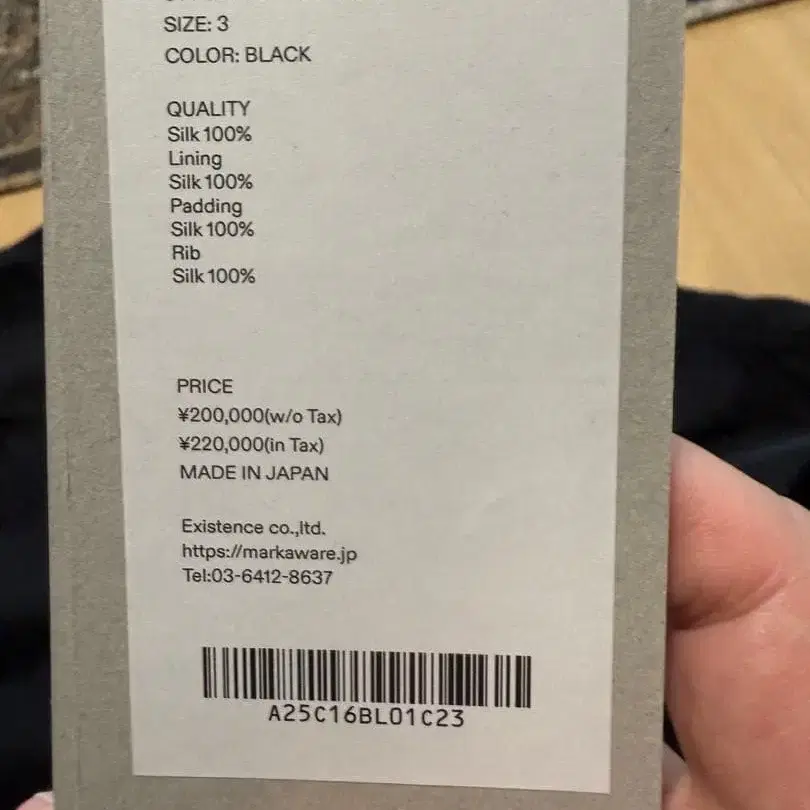 SIZE: 3
COLOR: BLACK
QUALITY
Silk 100%
Lining
Silk 100%
Padding
Silk 100%
Rib
Silk 100%
PRICE
¥200,000(w/o Tax)
¥220,000(in Tax)
MADE IN JAPAN
Existence co.,ltd.
https://markaware.jp
Tel:03-6412-8637
A25C16BL01C23